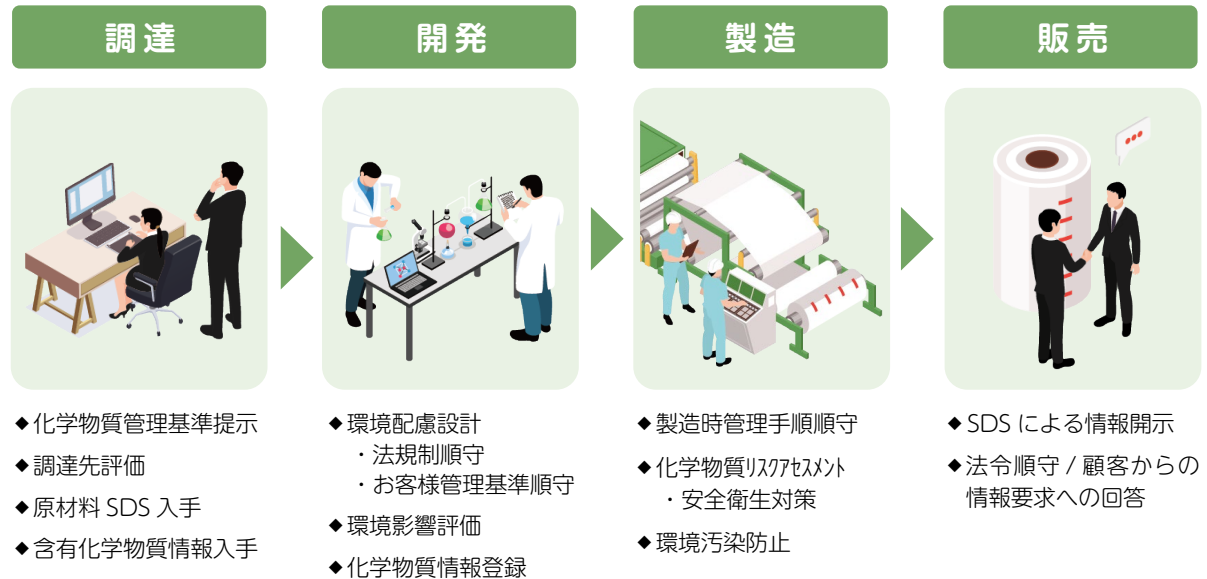 調達
◆化学物質管理基準提示
◆調達先評価
◆原材料 SDS 入手
◆含有化学物質情報入手
開発
◆環境配慮設計
・法規制順守
・お客様管理基準順守
◆環境影響評価
◆化学物質情報登録
製造
◆製造時管理手順順守
◆化学物質ﾘｽｸｱｾｽﾒﾝﾄ
・安全衛生対策
◆環境汚染防止
販売
◆SDS による情報開示
◆法令順守 / 顧客からの
情報要求への回答